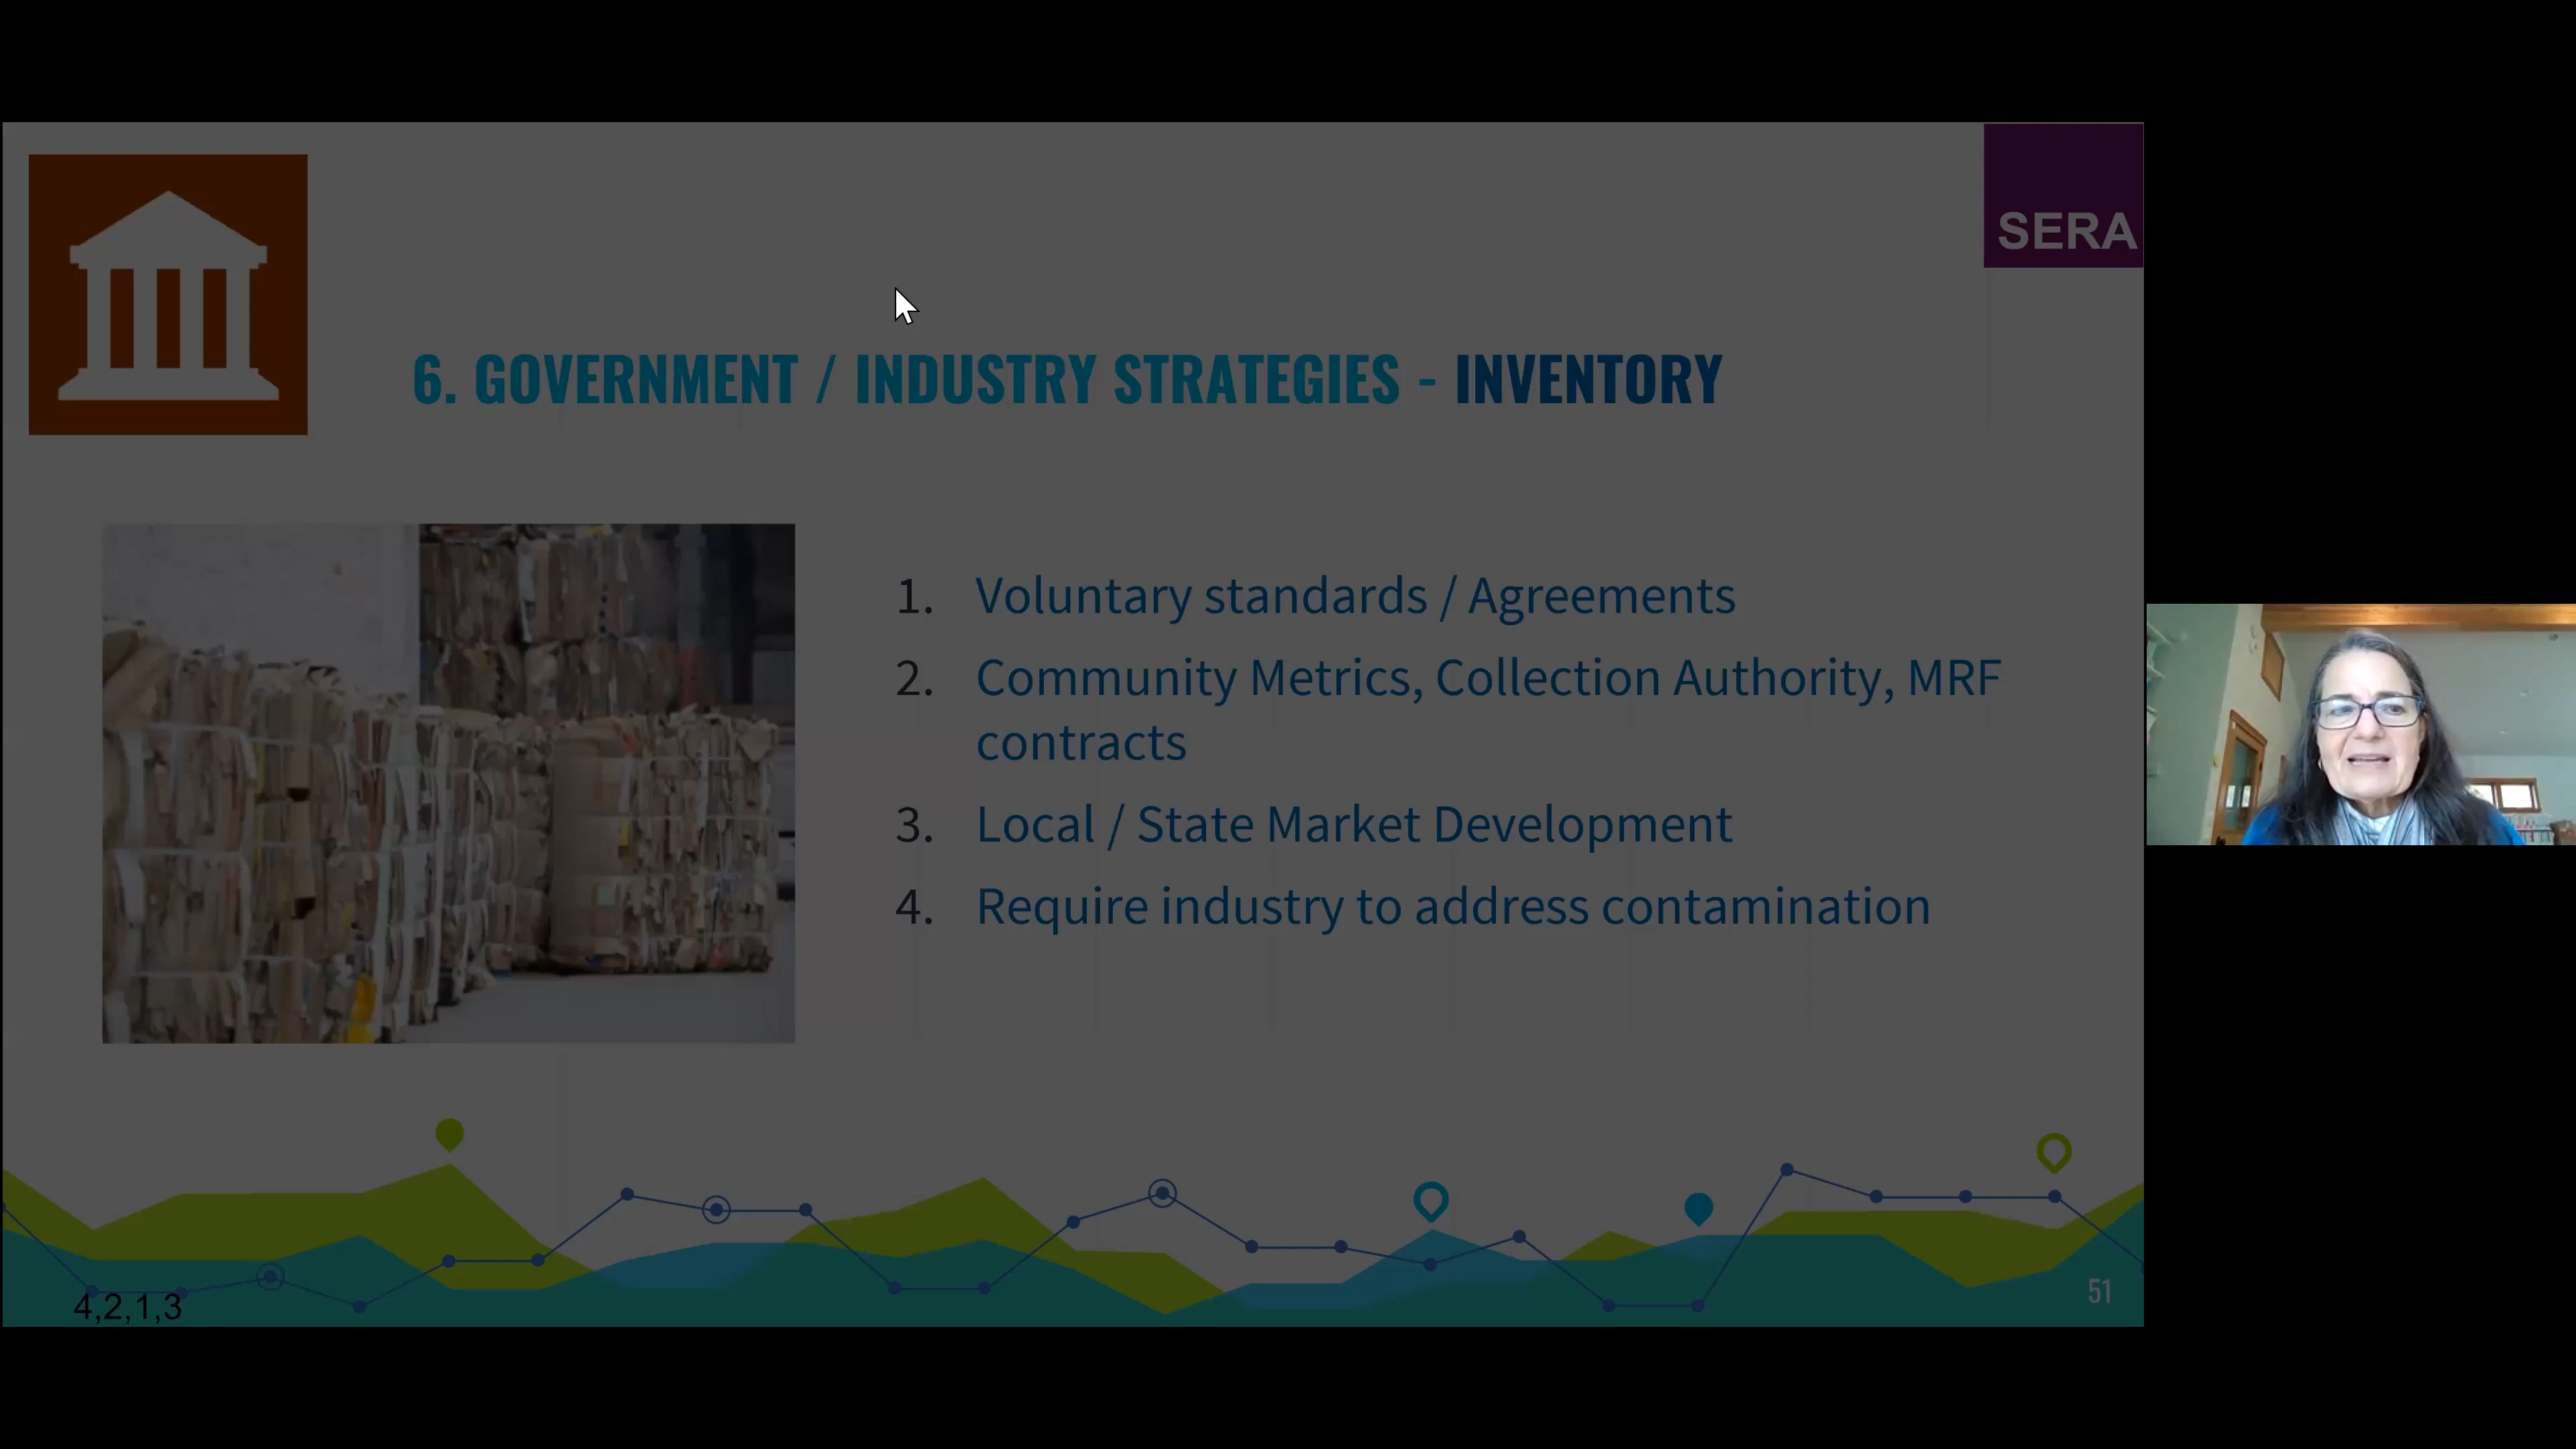 SERA
6. GOVERNMENT / INDUSTRY STRATEGIES - INVENTORY
1. Voluntary standards / Agreements
2. Community Metrics, Collection Authority, MRF
contracts
3. Local / State Market Development
4. Require industry to address contamination
4,2,1,3
51